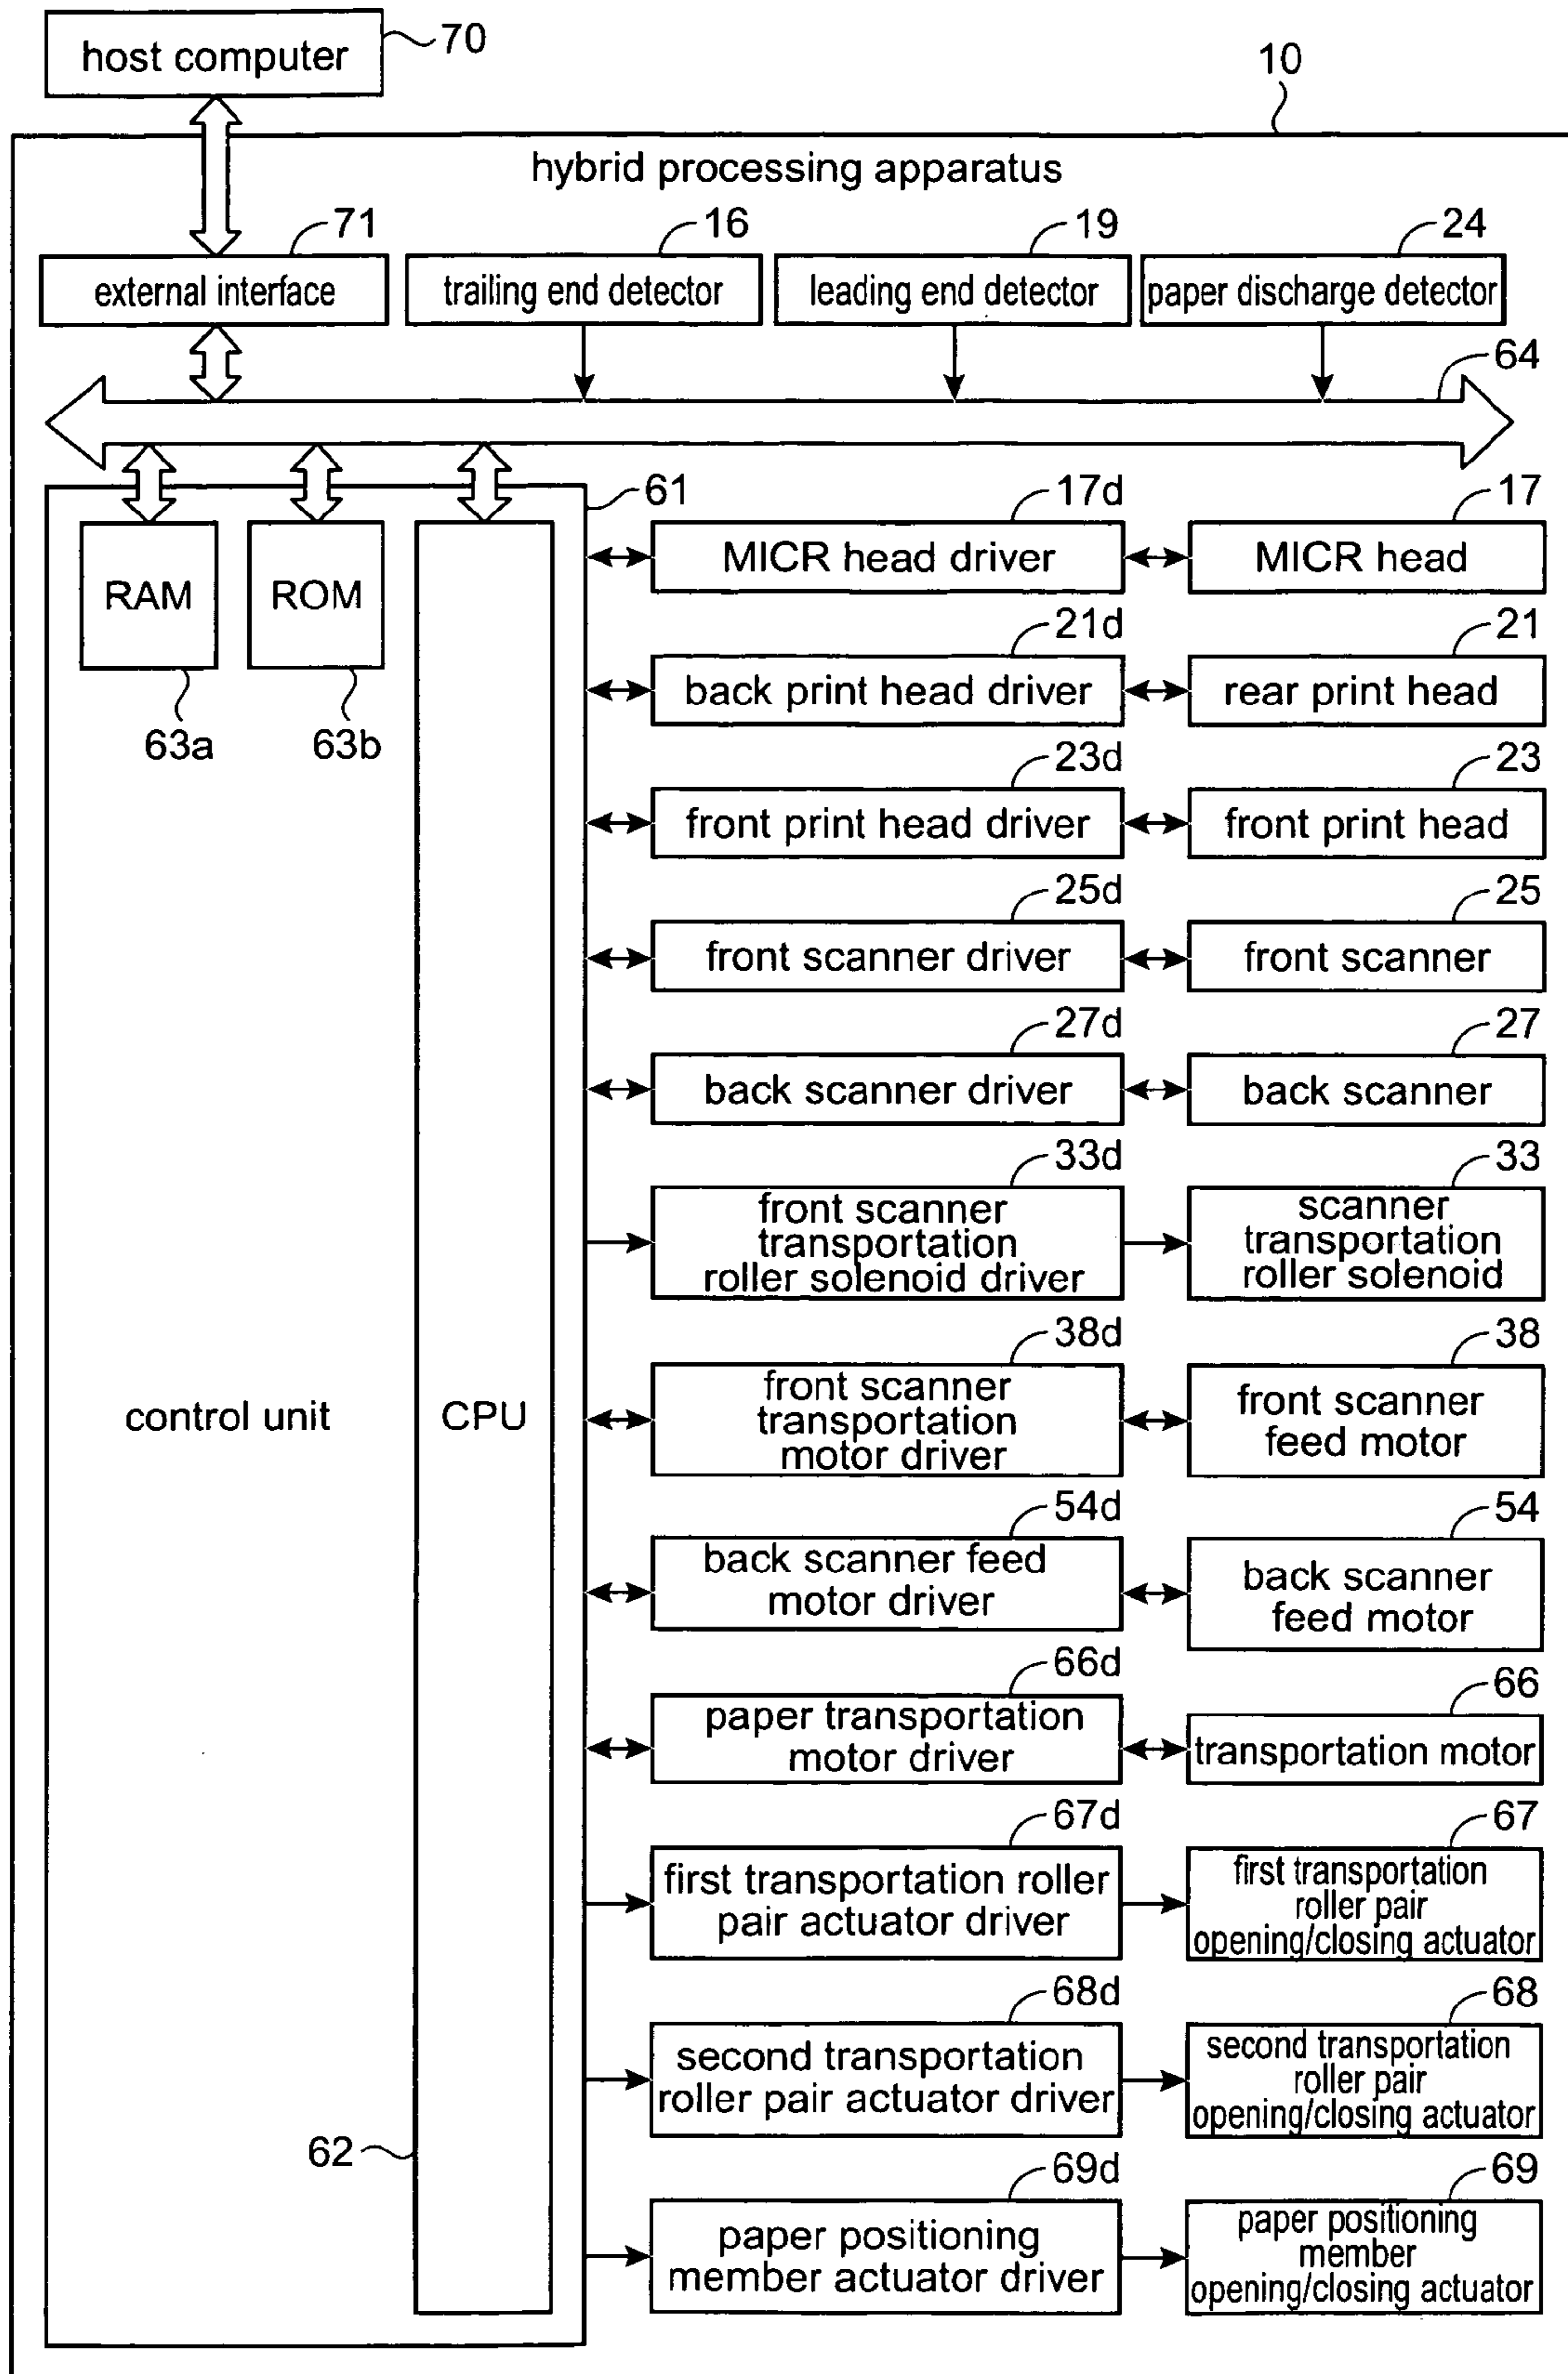 host computer
70
10
hybrid processing apparatus
71
16
19
24
external interface
trailing end detector
leading end detector
paper discharge detector
64
61
17d
17
RAM
ROM
MICR head driver
MICR head
63a
63b
21d
21
back print head driver
rear print head
23d
23
front print head driver
front print head
25d
25
front scanner driver
front scanner
27d
27
back scanner driver
back scanner
33d
33
front scanner
transportation
roller solenoid driver
scanner
transportation
roller solenoid
38d
38
control unit
CPU
front scanner
transportation
motor driver
front scanner
feed motor
54d
54
back scanner feed
motor driver
back scanner
feed motor
66d
66
paper transportation
motor driver
transportation motor
67d
67
first transportation roller
pair actuator driver
first transportation
roller pair
opening/closing actuator
68d
68
second transportation
roller pair actuator driver
second transportation
roller pair
opening/closing actuator
62
69d
69
paper positioning
member actuator driver
paper positioning
member
opening/closing actuator